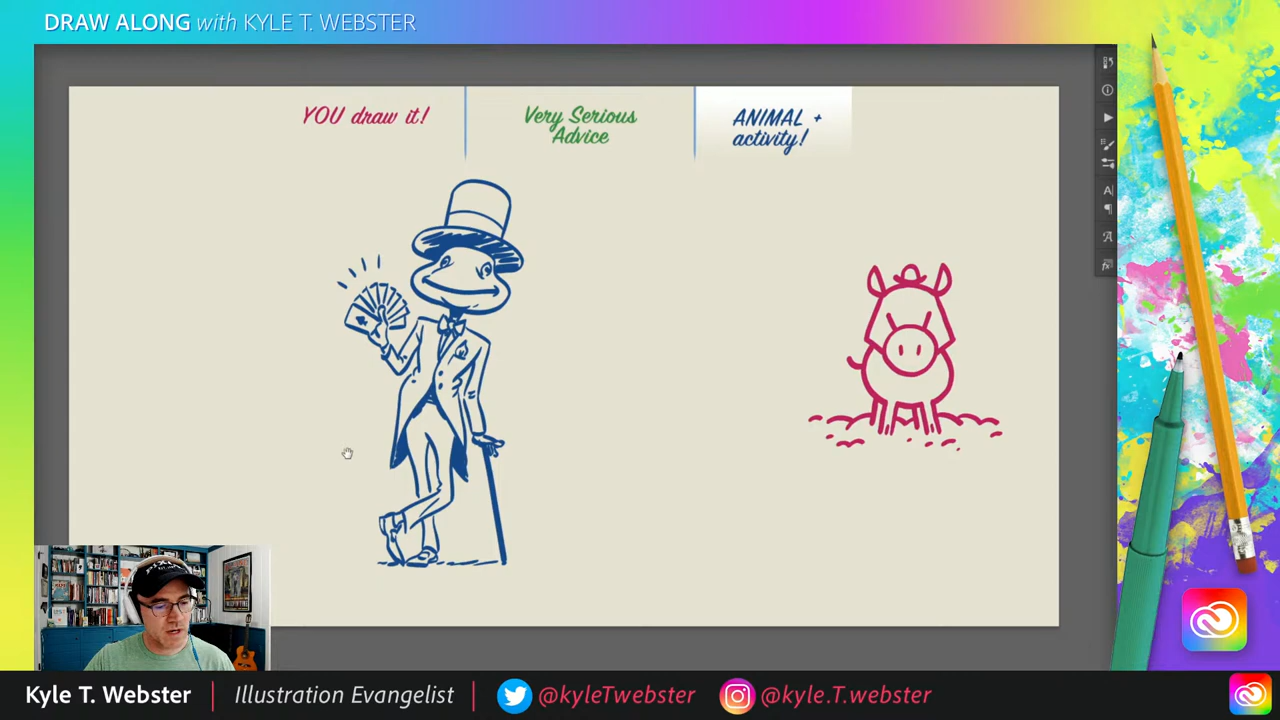 DRAW ALONG with KYLE T. WEBSTER
YOU draw it!
Very Serious
Advice
ANIMAL +
activity!
Kyle T. Webster | Illustration Evangelist @kyleTwebster @kyle.T.webster